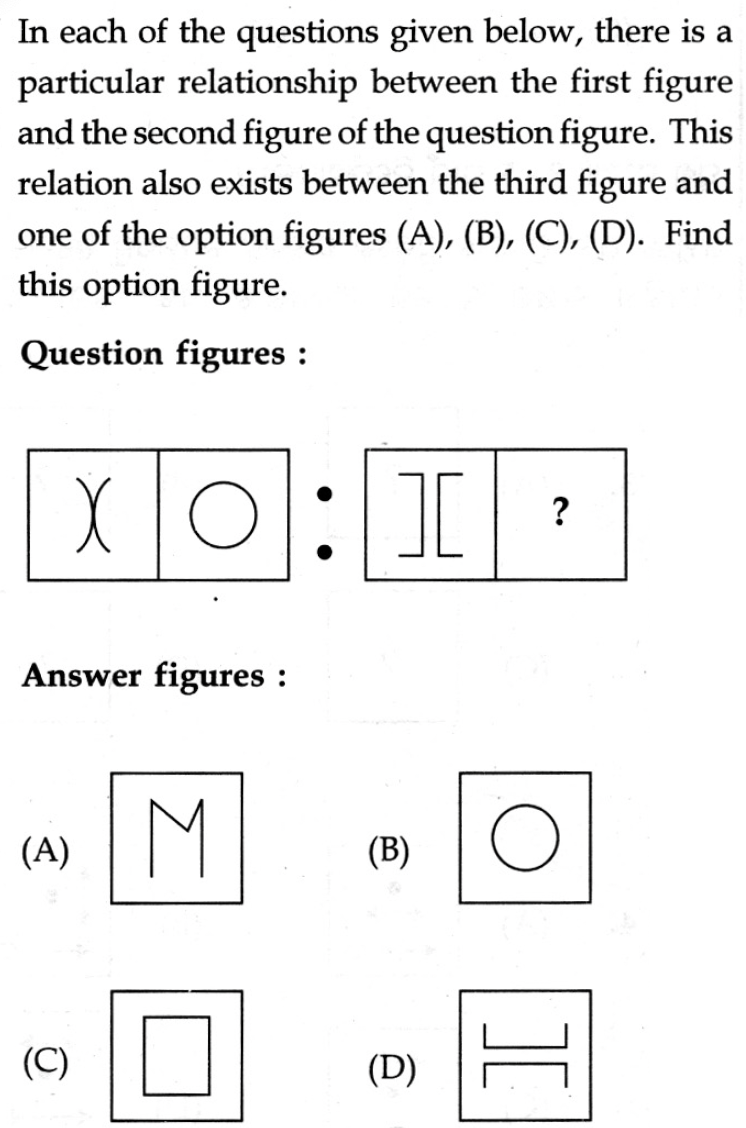 In each of the questions given below, there is a
particular relationship between the first figure
and the second figure of the question figure. This
relation also exists between the third figure and
one of the option figures (A), (B), (C), (D). Find
this option figure.
Question figures :
?
Answer figures :
(A)
(B)
(C)
(D)